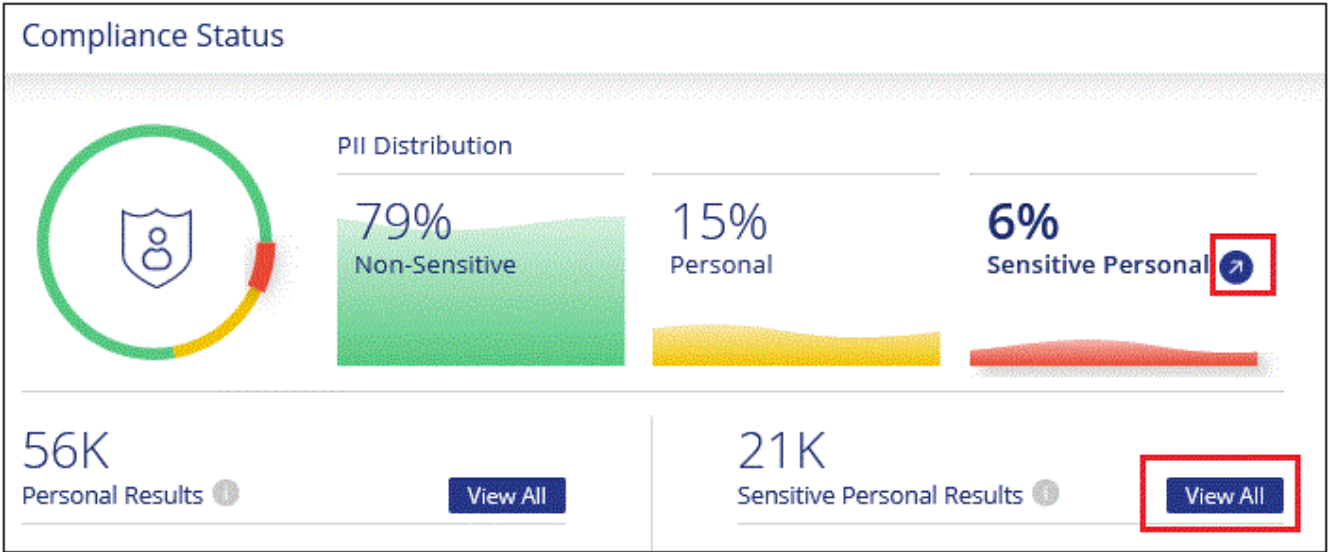 Compliance Status
PII Distribution
79%
Non-Sensitive
15%
Personal
6%
Sensitive Personal
56K
Personal Results
View All
21K
Sensitive Personal Results
View All